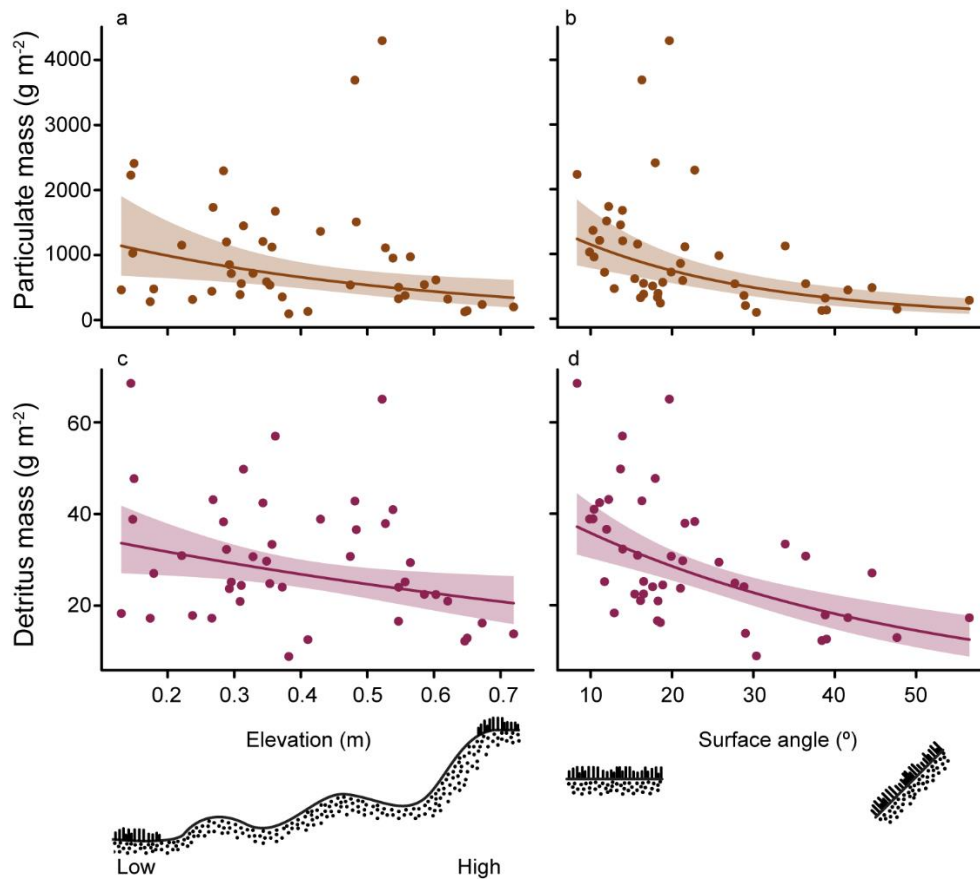 a
b
Particulate mass (g m⁻²)
4000
3000
2000
1000
0
c
d
Detritus mass (g m⁻²)
60
40
20
0.2 0.3 0.4 0.5 0.6 0.7
10 20 30 40 50
Elevation (m)
Surface angle (º)
Low
High